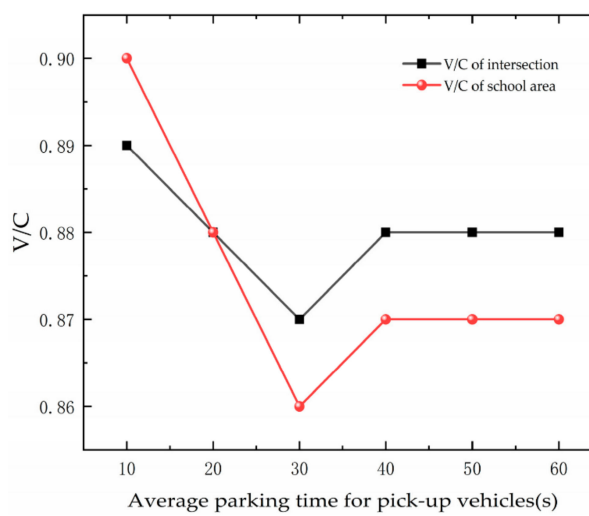 V/C of intersection
V/C of school area
0.90
0.89
0.88
0.87
0.86
V/C
10 20 30 40 50 60
Average parking time for pick-up vehicles(s)